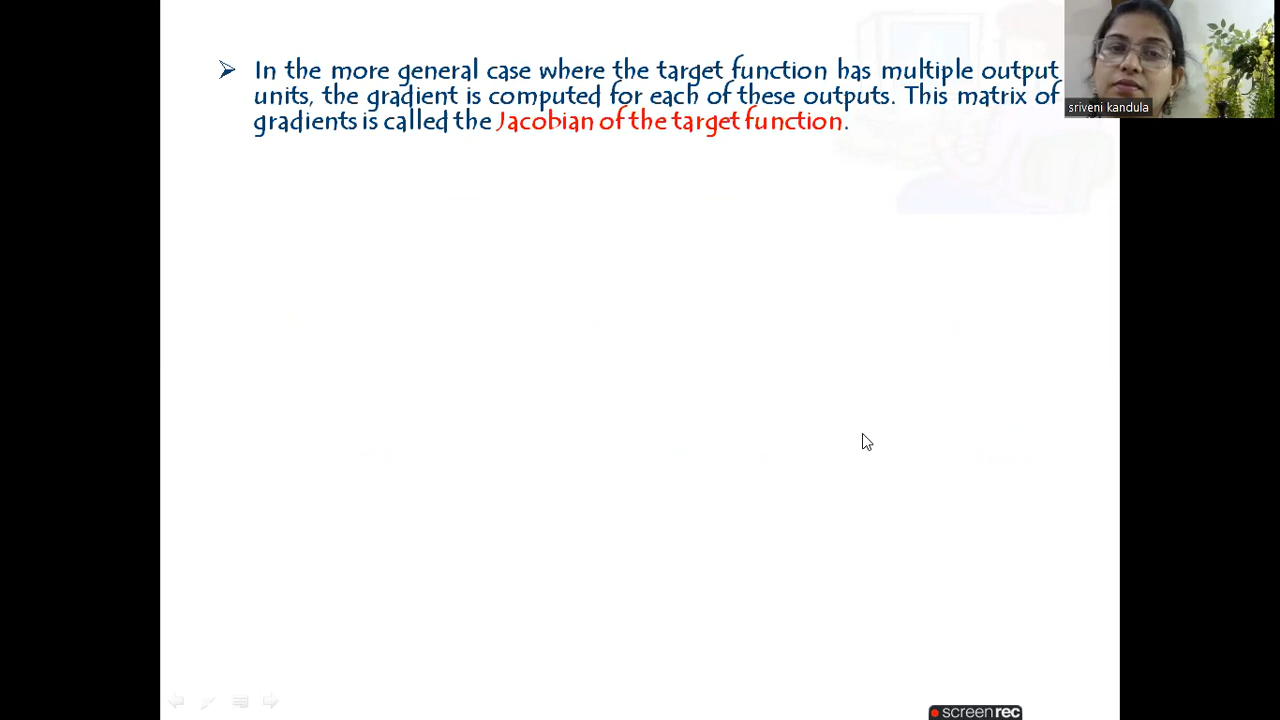 In the more general case where the target function has multiple output
units, the gradient is computed for each of these outputs. This matrix of
gradients is called the Jacobian of the target function.
sriveni kandula
screenrec